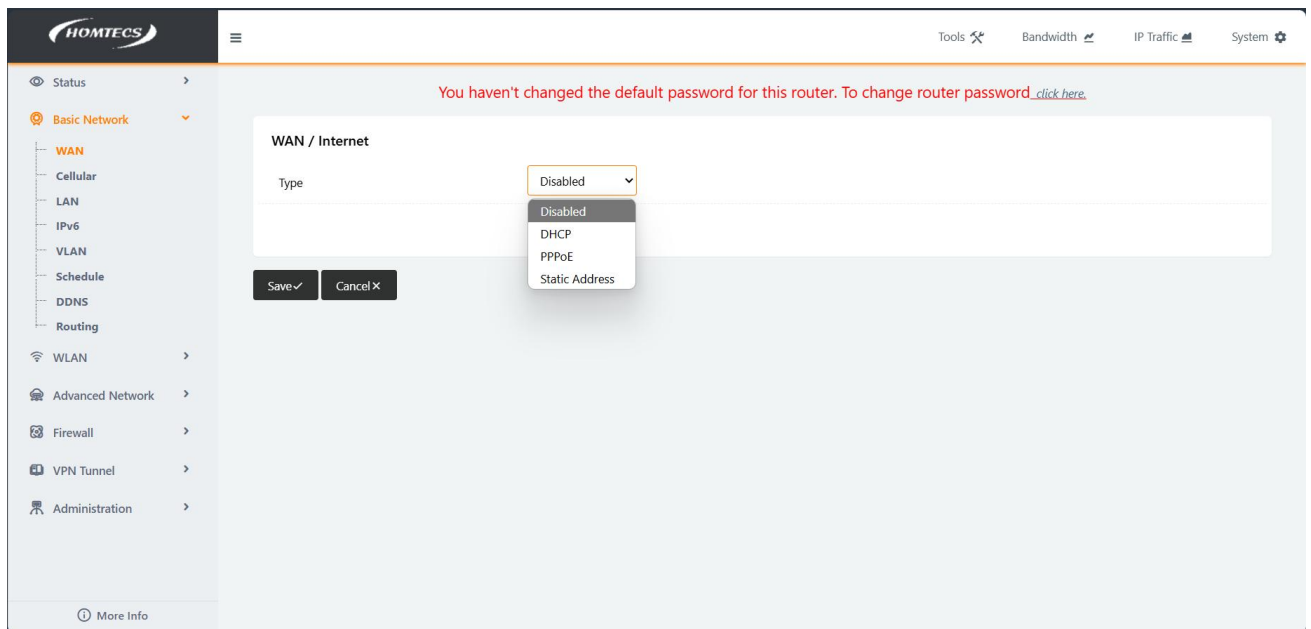 HOMTECS
Tools Bandwidth IP Traffic System
Status
Basic Network
WAN
Cellular
LAN
IPv6
VLAN
Schedule
DDNS
Routing
WLAN
Advanced Network
Firewall
VPN Tunnel
Administration
More Info
You haven't changed the default password for this router. To change router password click here.
WAN / Internet
Type
Disabled
Disabled
DHCP
PPPoE
Static Address
Save Cancel